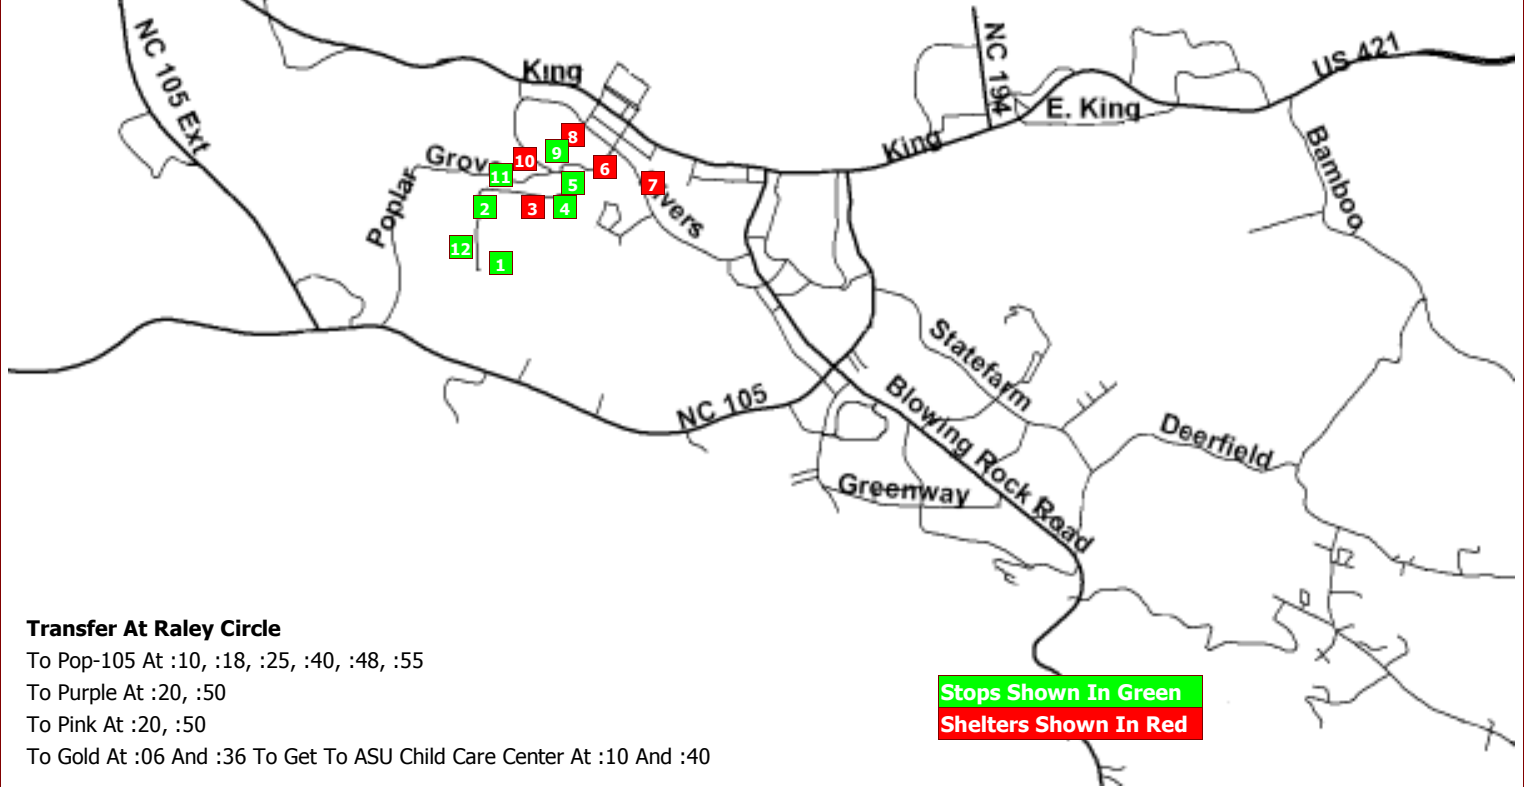 NC 105 Ext
King
NC 194
US 421
E. King
King
Bamboo
8
9
10
Grove
6
11
5
7
Poplar
2
3
4
ivers
12
1
Statefarm
NC 105
Blowing Rock Road
Deerfield
Greenway
Transfer At Raley Circle
To Pop-105 At :10, :18, :25, :40, :48, :55
To Purple At :20, :50
To Pink At :20, :50
To Gold At :06 And :36 To Get To ASU Child Care Center At :10 And :40
Stops Shown In Green
Shelters Shown In Red